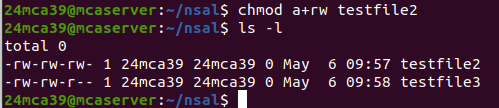 24mca39@mcaserver:~/nsal$ chmod a+rw testfile2
24mca39@mcaserver:~/nsal$ ls -l
total 0
-rw-rw-rw- 1 24mca39 24mca39 0 May  6 09:57 testfile2
-rw-rw-r-- 1 24mca39 24mca39 0 May  6 09:58 testfile3
24mca39@mcaserver:~/nsal$